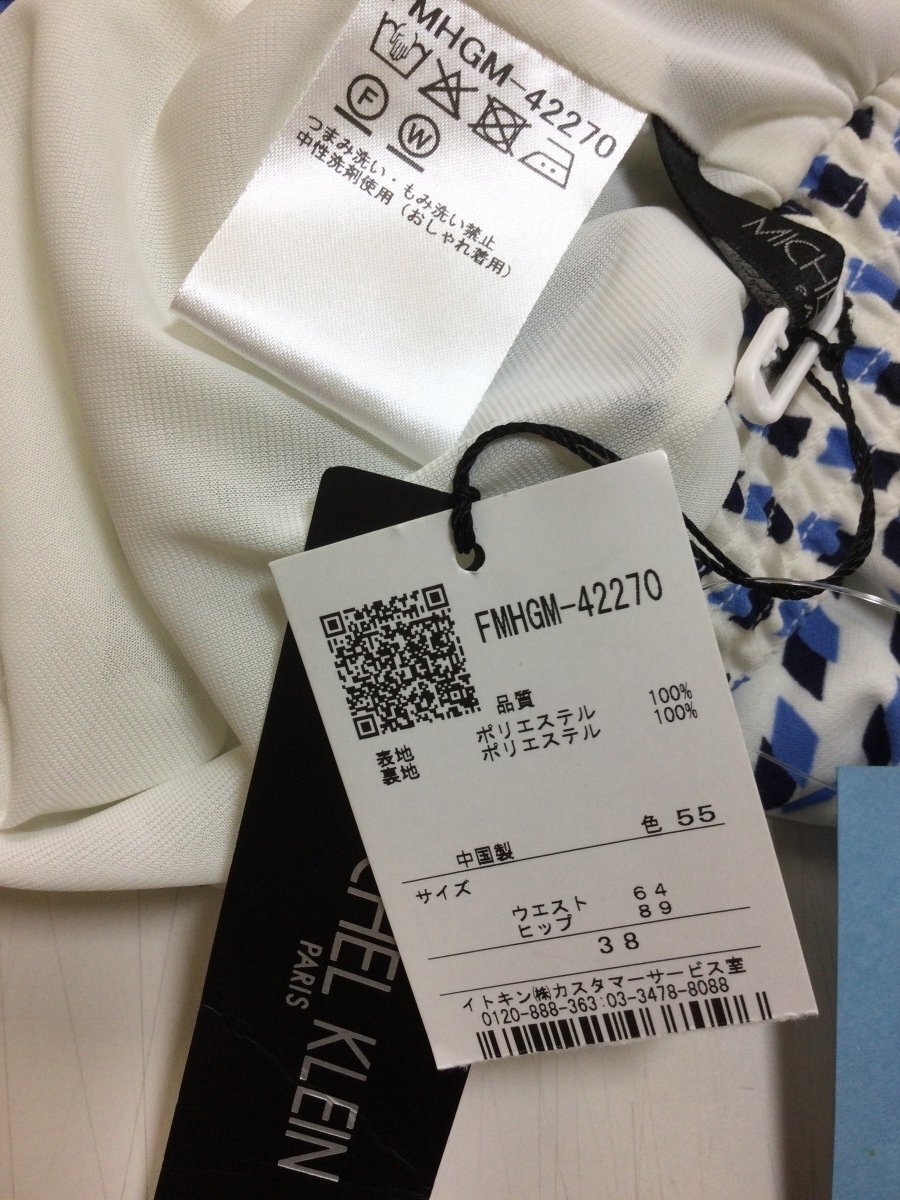 FMHGM-42270
F
W
つまみ洗い・もみ洗い禁止
中性洗剤使用(おしゃれ着用)
MICHE
FMHGM-42270
品質
表地 ポリエステル 100%
裏地 ポリエステル 100%
色 55
中国製
サイズ
ウエスト 64
ヒップ 89
38
イトキン㈱カスタマーサービス室
0120-888-363 03-3478-8088
CHEL KLEIN
PARIS